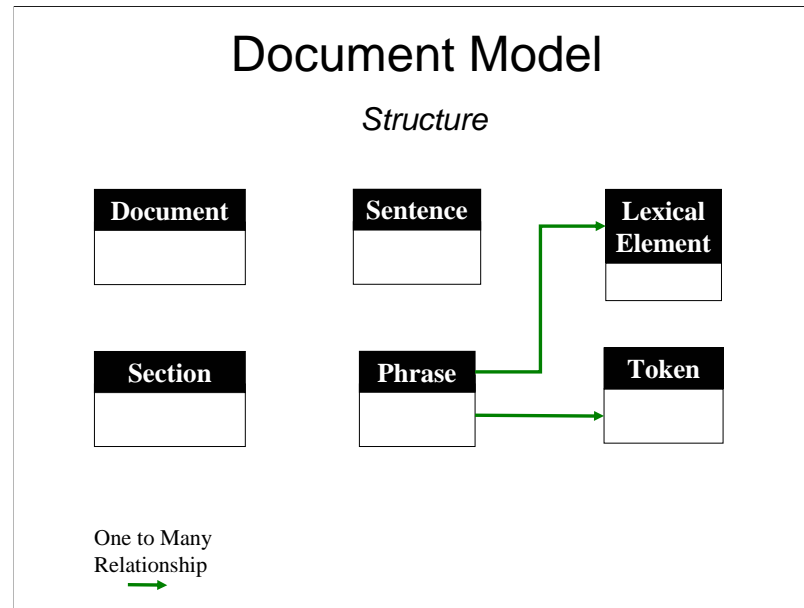 Document Model
Structure
Document
Sentence
Lexical
Element
Section
Phrase
Token
One to Many
Relationship